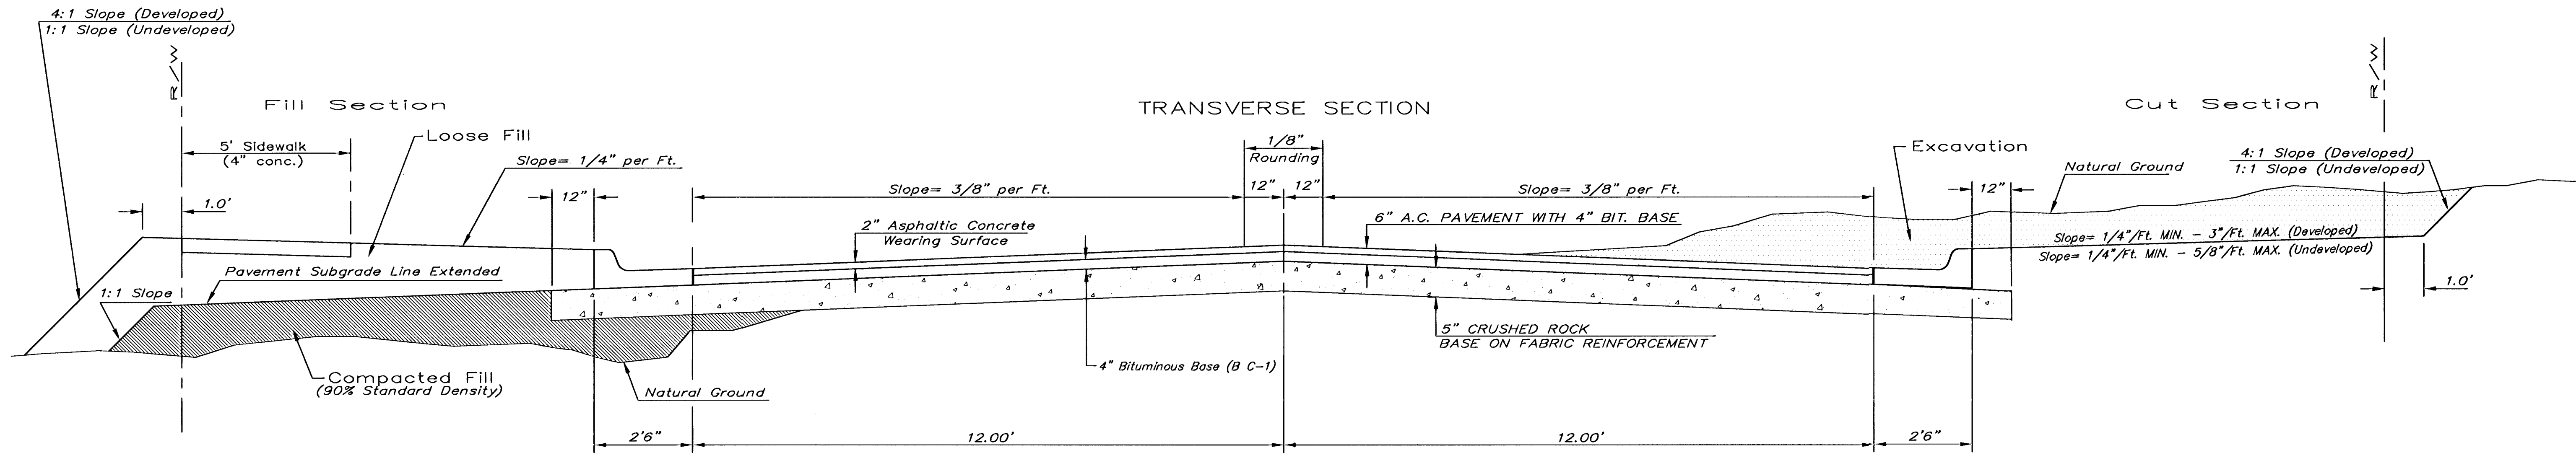 4:1 Slope (Developed)
1:1 Slope (Undeveloped)
R/W
Fill Section
TRANSVERSE SECTION
Cut Section
R/W
Loose Fill
5' Sidewalk
(4" conc.)
Slope= 1/4" per Ft.
1/8"
Rounding
Excavation
Natural Ground
4:1 Slope (Developed)
1:1 Slope (Undeveloped)
1.0'
12"
Slope= 3/8" per Ft.
12"
12"
Slope= 3/8" per Ft.
12"
2" Asphaltic Concrete
Wearing Surface
6" A.C. PAVEMENT WITH 4" BIT. BASE
Slope= 1/4"/Ft. MIN. - 3"/Ft. MAX. (Developed)
Slope= 1/4"/Ft. MIN. - 5/8"/Ft. MAX. (Undeveloped)
Pavement Subgrade Line Extended
1:1 Slope
1.0'
5" CRUSHED ROCK
BASE ON FABRIC REINFORCEMENT
4" Bituminous Base (B C-1)
Compacted Fill
(90% Standard Density)
Natural Ground
2'6"
12.00'
12.00'
2'6"